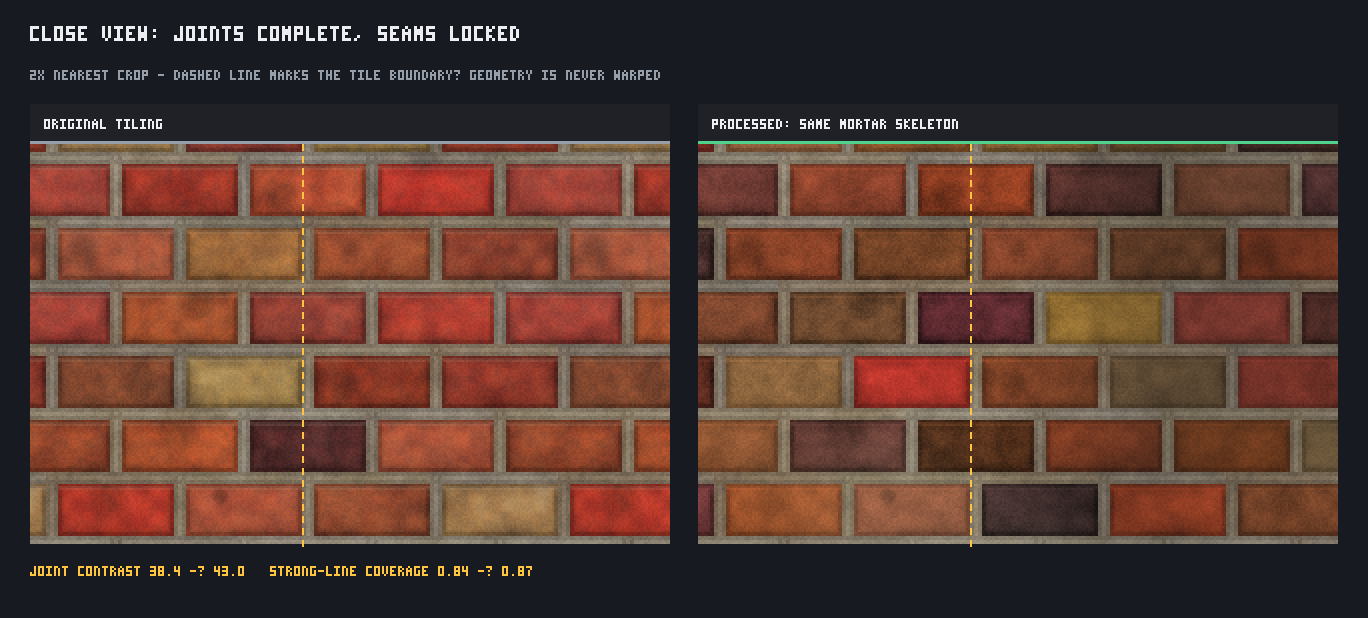 CLOSE VIEW: JOINTS COMPLETE, SEAMS LOCKED
2X NEAREST CROP - DASHED LINE MARKS THE TILE BOUNDARY? GEOMETRY IS NEVER WARPED
ORIGINAL TILING
PROCESSED: SAME MORTAR SKELETON
JOINT CONTRAST 38.4 -? 43.0 STRONG-LINE COVERAGE 0.84 -? 0.87